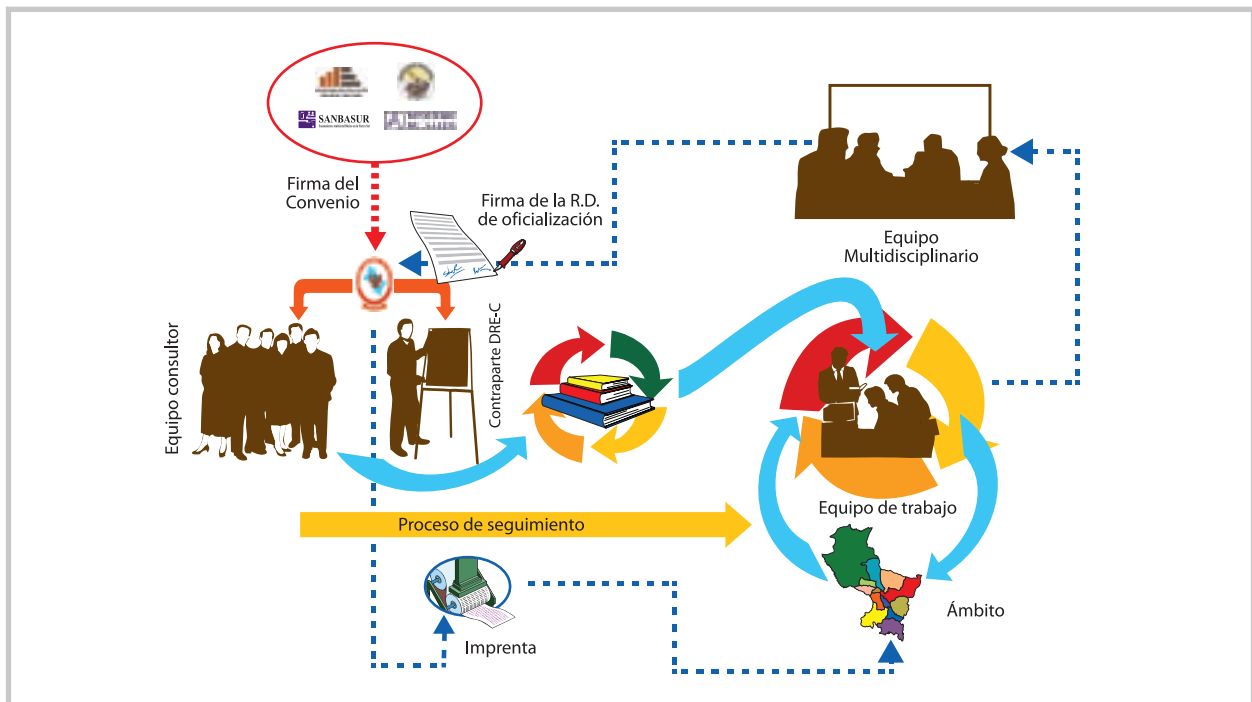 SANBASUR
Firma del
Convenio
Firma de la R.D.
de oficialización
Equipo
Multidisciplinario
Equipo consultor
Contraparte DRE-C
Equipo de trabajo
Proceso de seguimiento
Ámbito
Imprenta